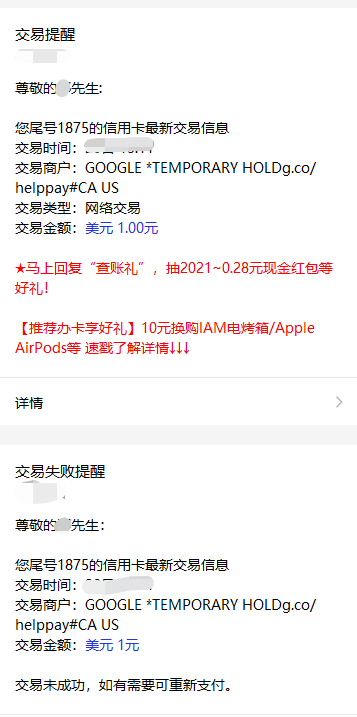 交易提醒
尊敬的 先生:
您尾号1875的信用卡最新交易信息
交易时间：
交易商户：GOOGLE *TEMPORARY HOLDg.co/
helppay#CA US
交易类型：网络交易
交易金额：美元 1.00元
★马上回复“查账礼”，抽2021~0.28元现金红包等
好礼！
【推荐办卡享好礼】10元换购IAM电烤箱/Apple
AirPods等 速戳了解详情↓↓↓
详情
交易失败提醒
尊敬的 先生：
您尾号1875的信用卡最新交易信息
交易时间：
交易商户：GOOGLE *TEMPORARY HOLDg.co/
helppay#CA US
交易金额：美元 1元
交易未成功，如有需要可重新支付。